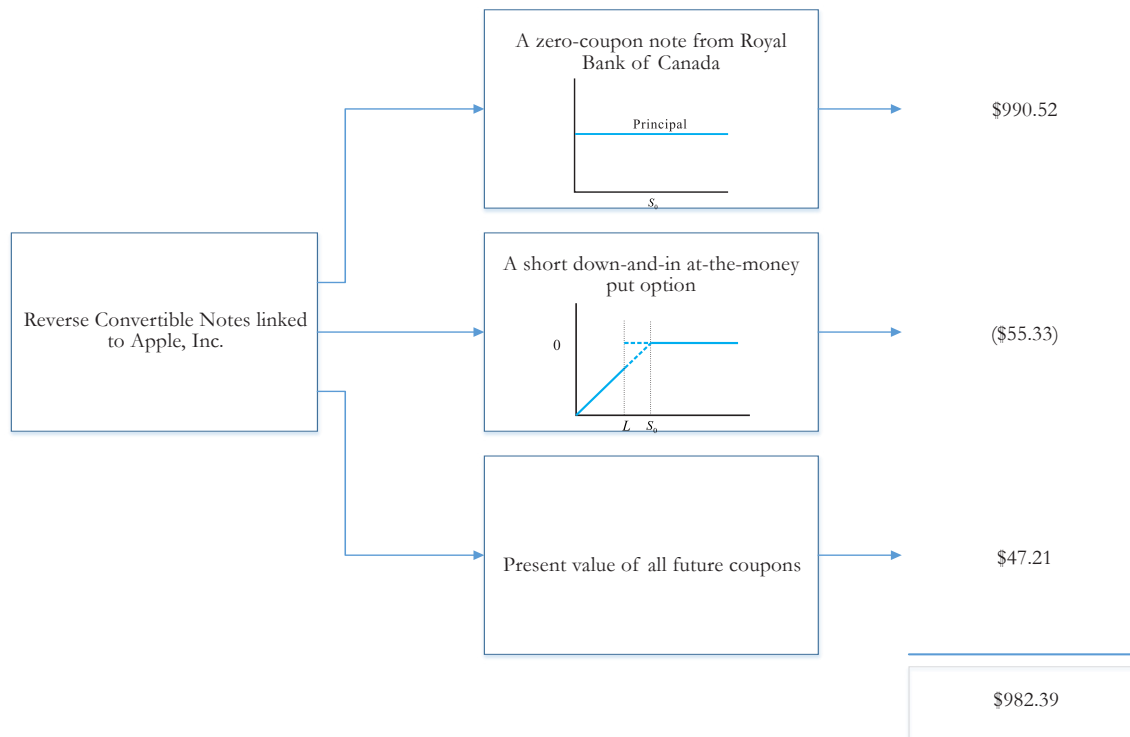 A zero-coupon note from Royal
Bank of Canada
Principal
S₀
$990.52
Reverse Convertible Notes linked
to Apple, Inc.
A short down-and-in at-the-money
put option
0
L
S₀
($55.33)
Present value of all future coupons
$47.21
$982.39